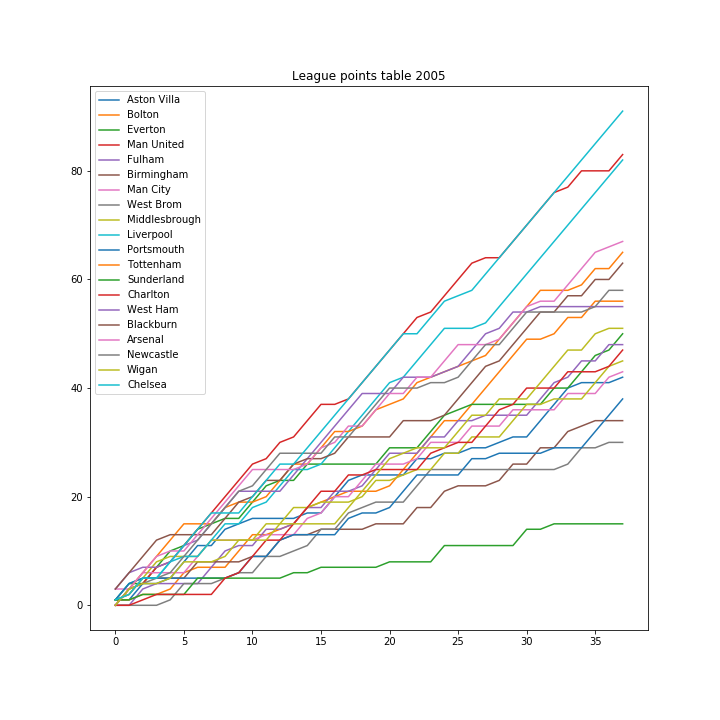 League points table 2005
Aston Villa
Bolton
Everton
Man United
Fulham
Birmingham
Man City
West Brom
Middlesbrough
Liverpool
Portsmouth
Tottenham
Sunderland
Charlton
West Ham
Blackburn
Arsenal
Newcastle
Wigan
Chelsea
80
60
40
20
0
0 5 10 15 20 25 30 35